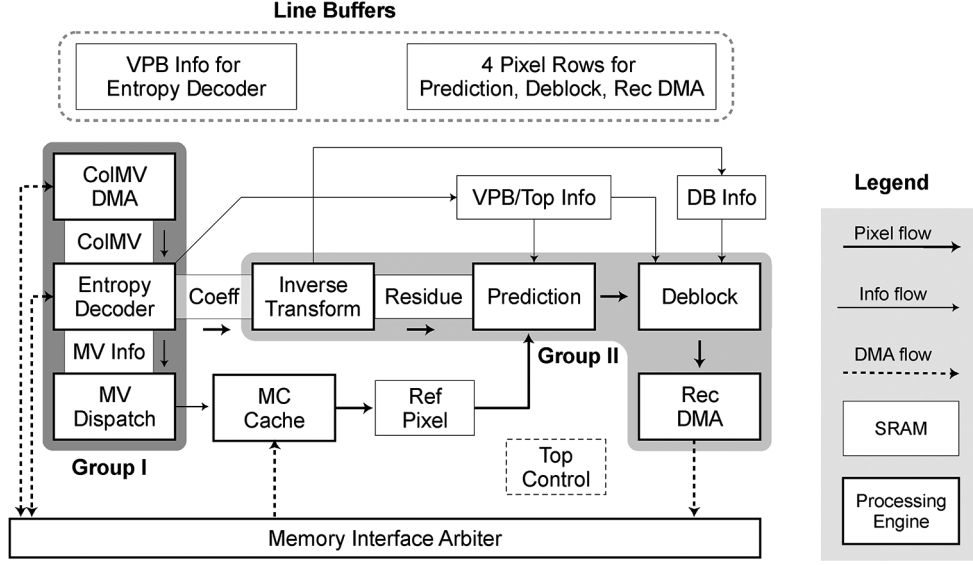 Line Buffers
VPB Info for
Entropy Decoder
4 Pixel Rows for
Prediction, Deblock, Rec DMA
ColMV
DMA
ColMV
Entropy
Decoder
MV Info
MV
Dispatch
Group I
Coeff
Inverse
Transform
Residue
VPB/Top Info
DB Info
Prediction
Deblock
Group II
MC
Cache
Ref
Pixel
Rec
DMA
Top
Control
Memory Interface Arbiter
Legend
Pixel flow
Info flow
DMA flow
SRAM
Processing
Engine